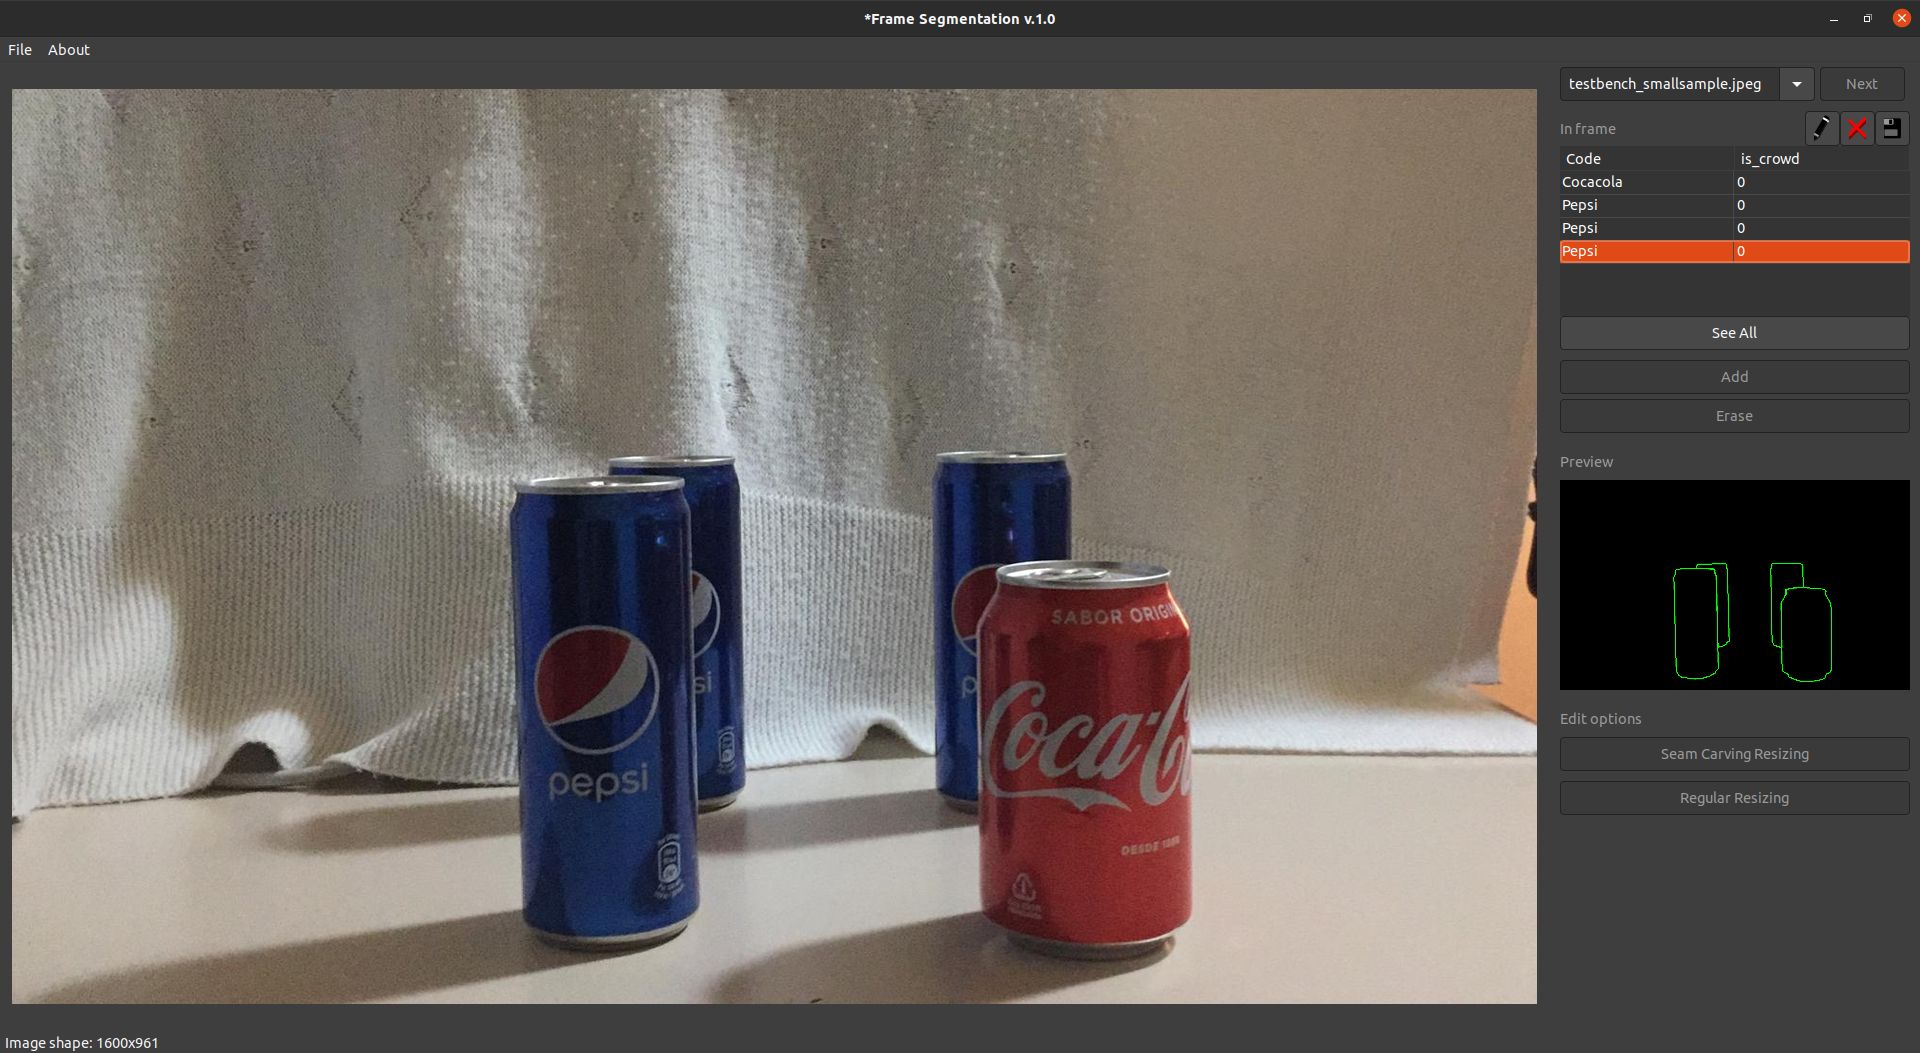 *Frame Segmentation v.1.0
File About
testbench_smallsample.jpeg Next
In frame
Code is_crowd
Cocacola 0
Pepsi 0
Pepsi 0
Pepsi 0
See All
Add
Erase
Preview
Edit options
Seam Carving Resizing
Regular Resizing
SABOR ORIGIN
si
p
Coca-Co
pepsi
DESDE
Image shape: 1600x961